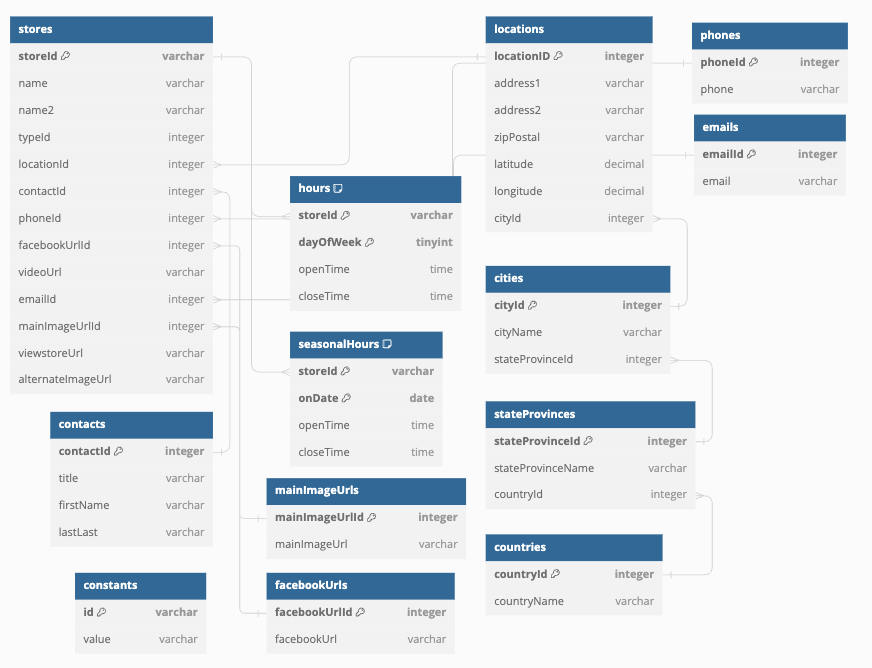 stores
storeId varchar
name varchar
name2 varchar
typeId integer
locationId integer
contactId integer
phoneId integer
facebookUrlId integer
videoUrl varchar
emailId integer
mainImageUrlId integer
viewstoreUrl varchar
alternateImageUrl varchar
contacts
contactId integer
title varchar
firstName varchar
lastLast varchar
constants
id varchar
value varchar
hours
storeId varchar
dayOfWeek tinyint
openTime time
closeTime time
seasonalHours
storeId varchar
onDate date
openTime time
closeTime time
mainImageUrls
mainImageUrlId integer
mainImageUrl varchar
facebookUrls
facebookUrlId integer
facebookUrl varchar
locations
locationID integer
address1 varchar
address2 varchar
zipPostal varchar
latitude decimal
longitude decimal
cityId integer
cities
cityId integer
cityName varchar
stateProvinceId integer
stateProvinces
stateProvinceId integer
stateProvinceName varchar
countryId integer
countries
countryId integer
countryName varchar
phones
phoneId integer
phone varchar
emails
emailId integer
email varchar